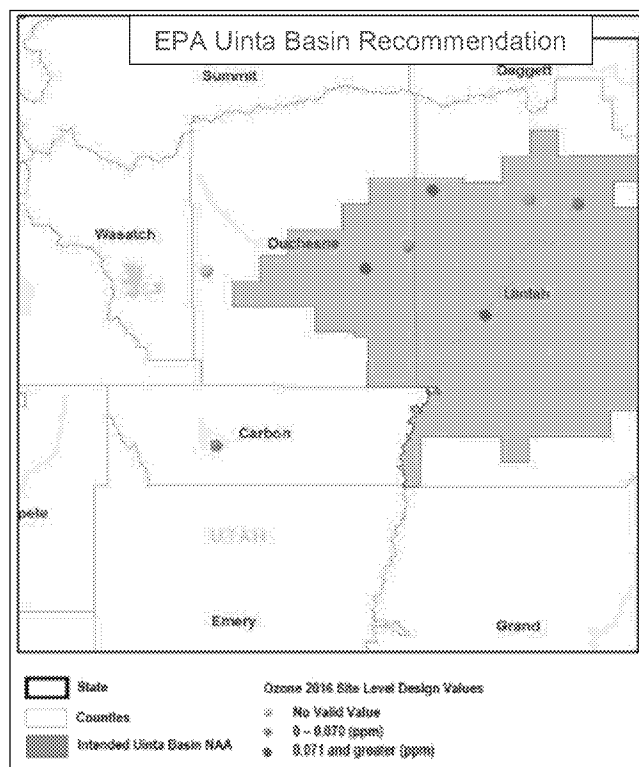 EPA Uinta Basin Recommendation
Summit
Daggett
Wasatch
Duchesne
Uintah
Carbon
pete
UTAH
Emery
Grand
State
Ozone 2016 Site Level Design Values
Counties
No Valid Value
0 – 0.070 (ppm)
Intended Uinta Basin NAA
0.071 and greater (ppm)